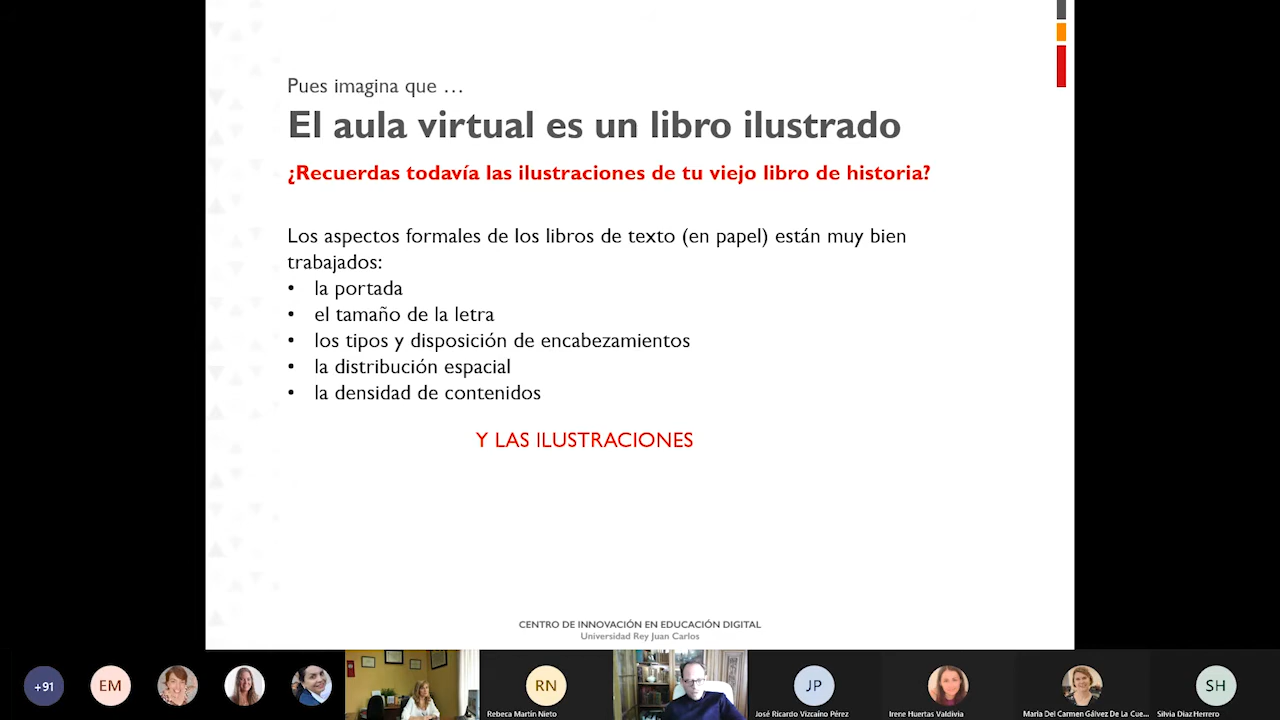 Pues imagina que …
El aula virtual es un libro ilustrado
¿Recuerdas todavía las ilustraciones de tu viejo libro de historia?
Los aspectos formales de los libros de texto (en papel) están muy bien
trabajados:
• la portada
• el tamaño de la letra
• los tipos y disposición de encabezamientos
• la distribución espacial
• la densidad de contenidos
Y LAS ILUSTRACIONES
CENTRO DE INNOVACIÓN EN EDUCACIÓN DIGITAL
Universidad Rey Juan Carlos
+91
EM
RN
JP
SH
Rebeca Martín Nieto
José Ricardo Vizcaíno Pérez
Irene Huertas Valdivia
María Del Carmen Gálvez De La Cue...
Silvia Díaz Herrero